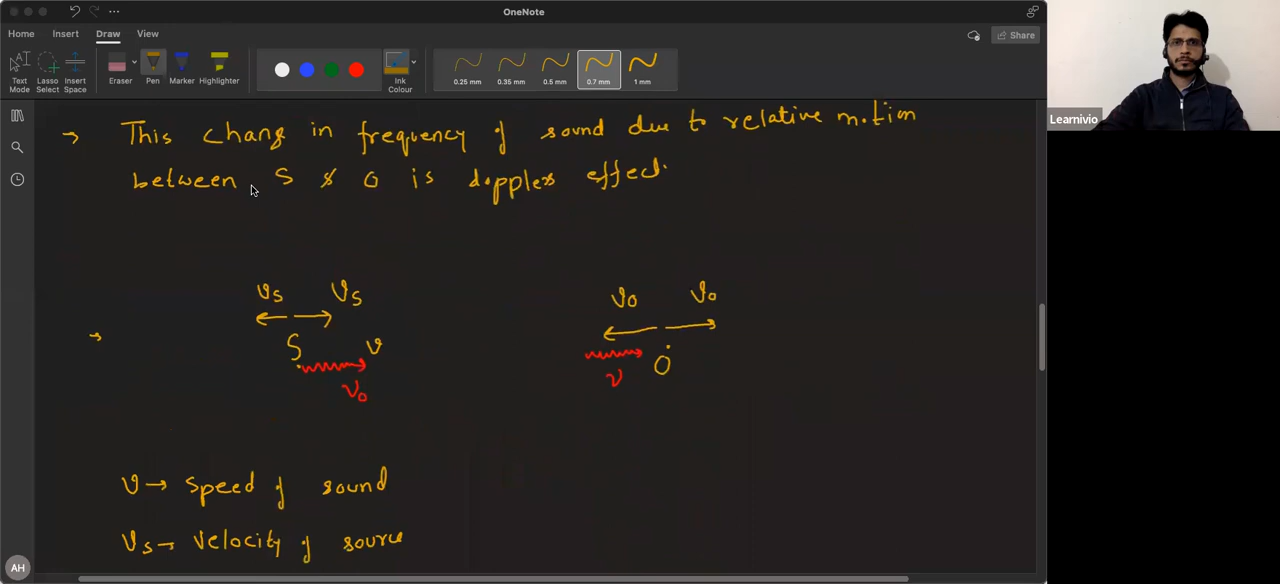 OneNote
Home Insert Draw View
Share
Text Mode
Lasso Select
Insert Space
Eraser
Pen
Marker
Highlighter
Ink Colour
0.25 mm
0.35 mm
0.5 mm
0.7 mm
1 mm
Learnivio
→ This chang in frequency of sound due to relative motion
between S & O is doppler effect.
vs vs
vo vo
→
S v
O
νo
ν
v → speed of sound
vs → velocity of source
AH